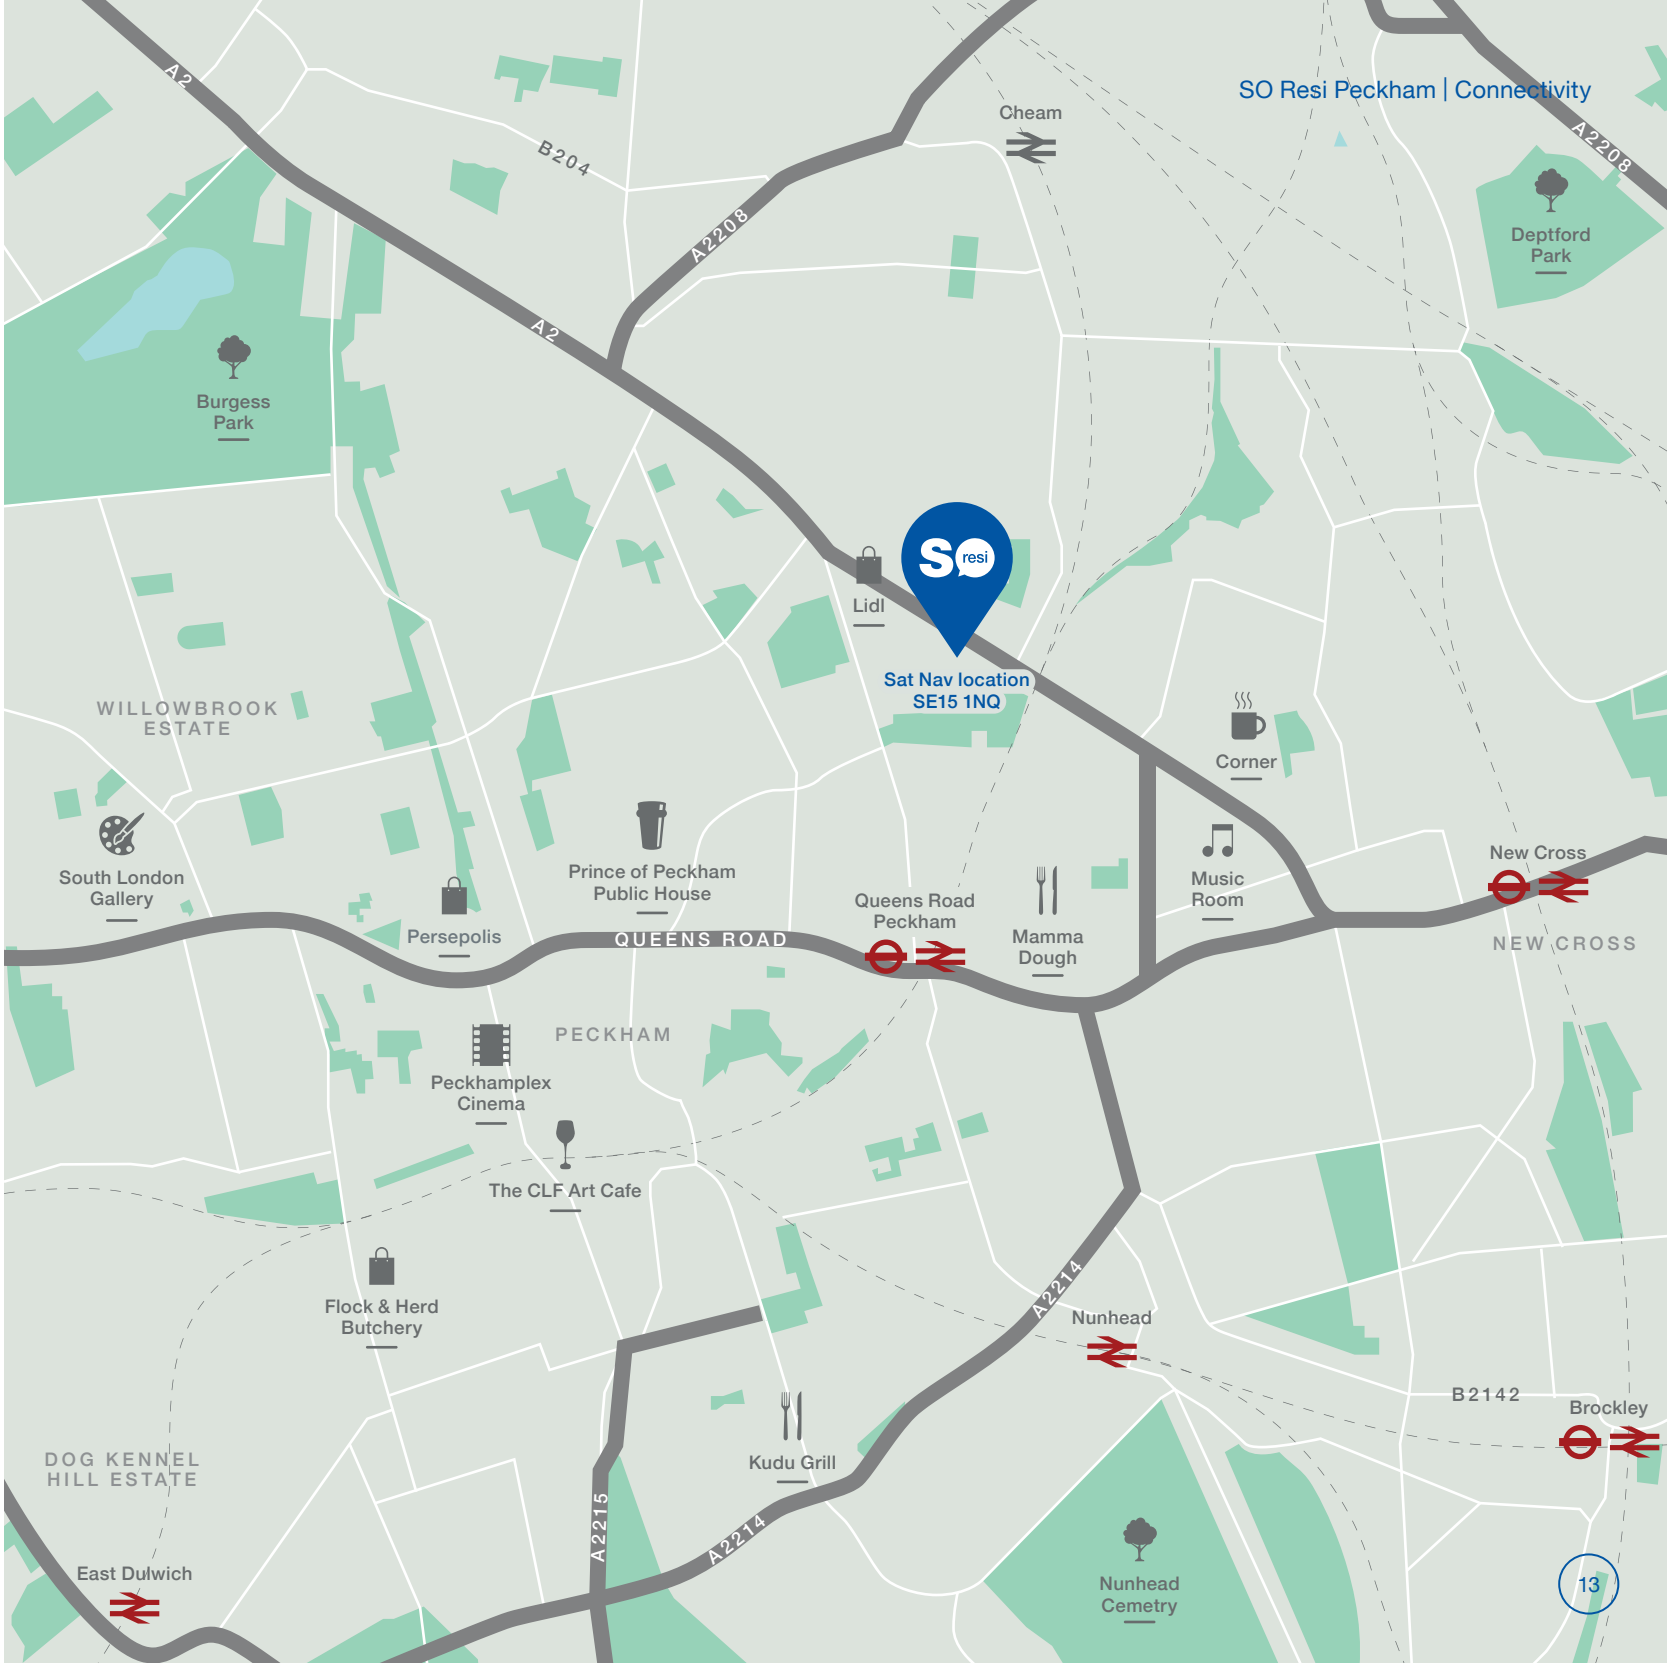 SO Resi Peckham | Connectivity
A2
Cheam
B204
A2208
A2208
Deptford
Park
A2
Burgess
Park
SO resi
Lidl
Sat Nav location
SE15 1NQ
WILLOWBROOK
ESTATE
Corner
South London
Gallery
Prince of Peckham
Public House
Music
Room
New Cross
Queens Road
Peckham
Persepolis
QUEENS ROAD
Mamma
Dough
NEW CROSS
PECKHAM
Peckhamplex
Cinema
The CLF Art Cafe
Flock & Herd
Butchery
A2214
Nunhead
B2142
Brockley
DOG KENNEL
HILL ESTATE
Kudu Grill
A2215
A2214
East Dulwich
Nunhead
Cemetry
13